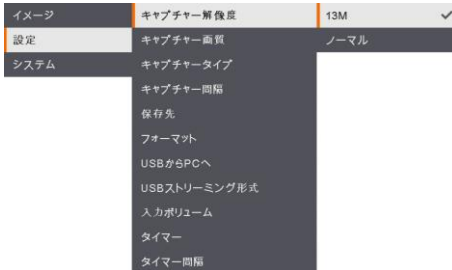 イメージ
設定
システム
キャプチャー解像度
キャプチャー画質
キャプチャータイプ
キャプチャー間隔
保存先
フォーマット
USBからPCへ
USBストリーミング形式
入力ボリューム
タイマー
タイマー間隔
13M
ノーマル